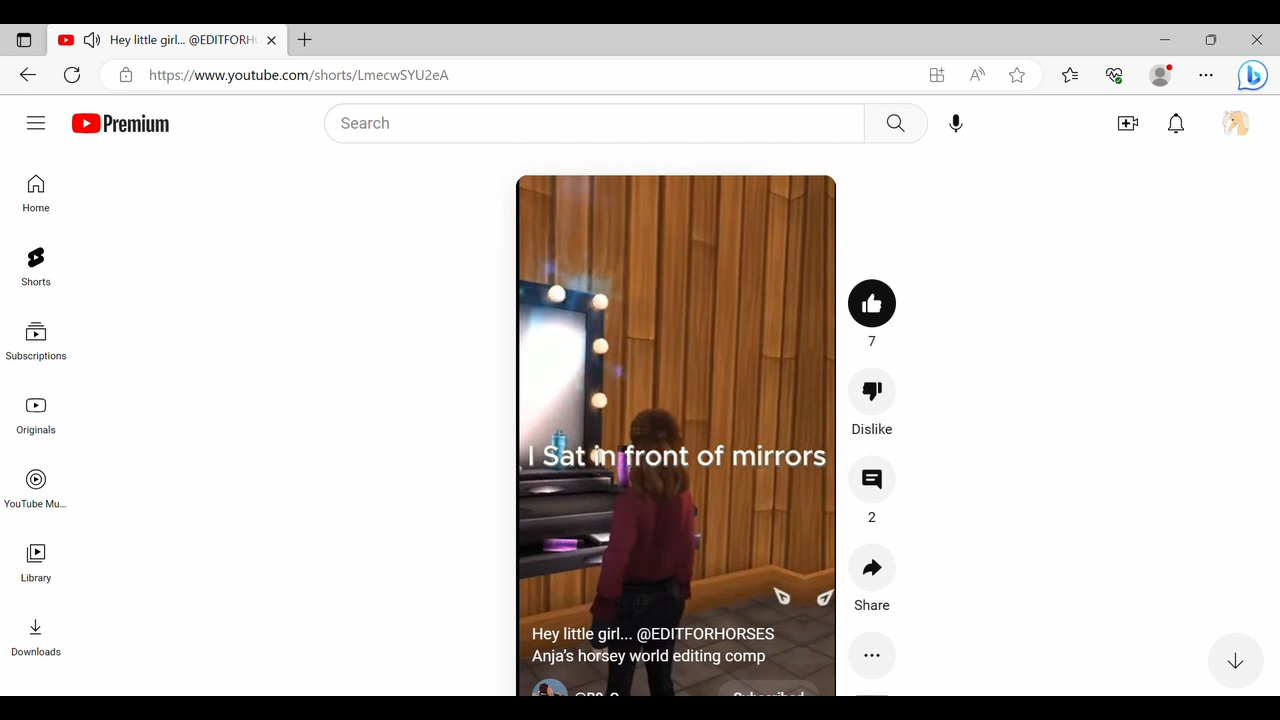 Hey little girl... @EDITFORH
https://www.youtube.com/shorts/LmecwSYU2eA
Premium
Search
Home
Shorts
Subscriptions
Originals
YouTube Mu...
Library
Downloads
I Sat in front of mirrors
7
Dislike
2
Share
Hey little girl... @EDITFORHORSES
Anja's horsey world editing comp
Subscribed